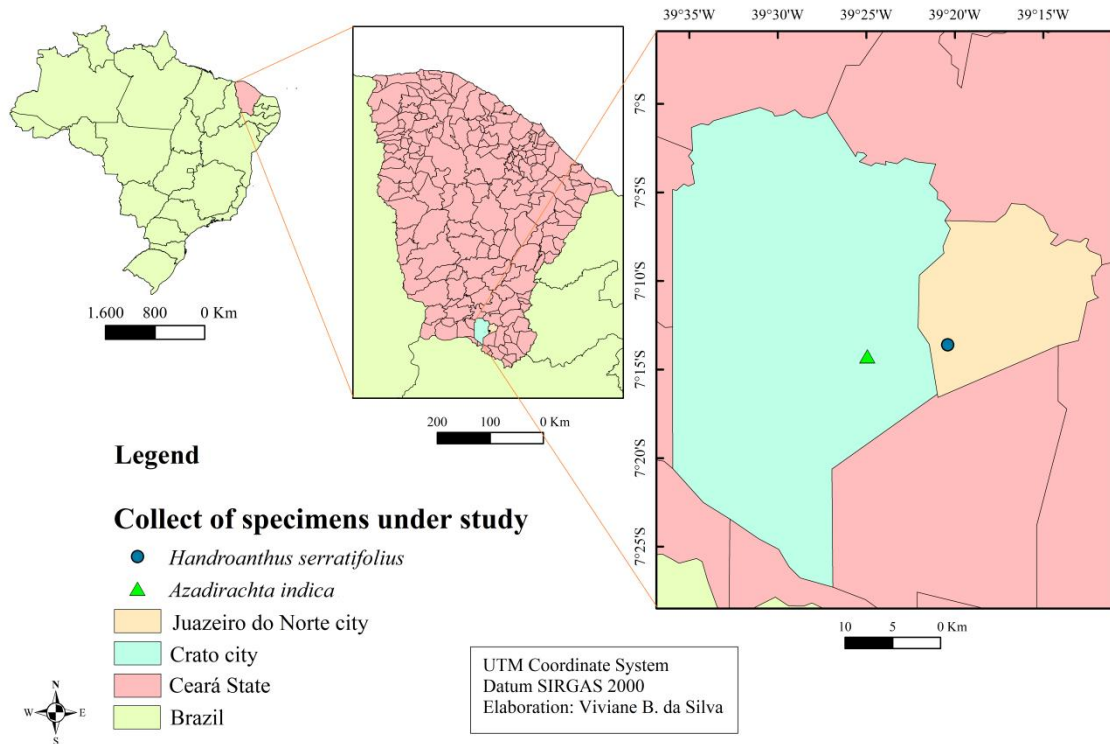 39°35'W 39°30'W 39°25'W 39°20'W 39°15'W
7°S
7°5'S
7°10'S
7°15'S
7°20'S
7°25'S
1.600 800 0 Km
200 100 0 Km
10 5 0 Km
Legend
Collect of specimens under study
Handroanthus serratifolius
Azadirachta indica
Juazeiro do Norte city
Crato city
Ceará State
Brazil
N
W E
S
UTM Coordinate System
Datum SIRGAS 2000
Elaboration: Viviane B. da Silva